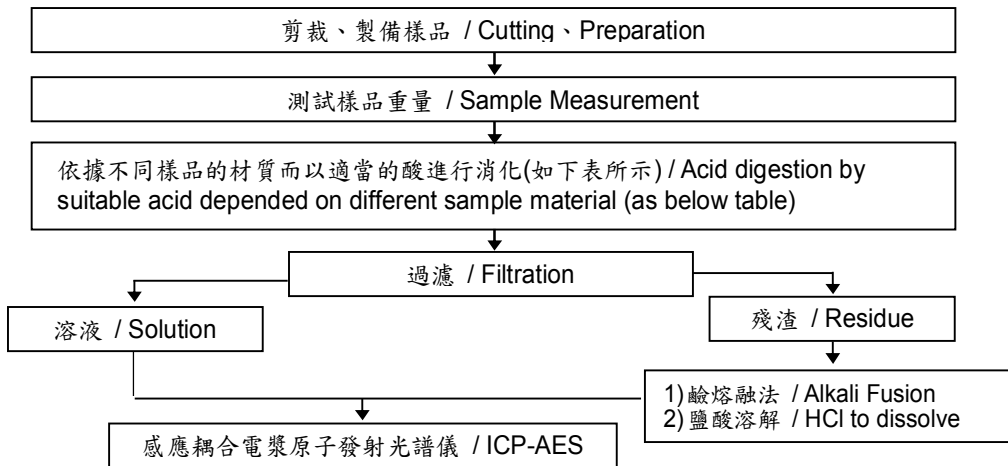 剪裁、製備樣品 / Cutting、Preparation
測試樣品重量 / Sample Measurement
依據不同樣品的材質而以適當的酸進行消化(如下表所示) / Acid digestion by
suitable acid depended on different sample material (as below table)
過濾 / Filtration
溶液 / Solution
殘渣 / Residue
1)鹼熔融法 / Alkali Fusion
2)鹽酸溶解 / HCl to dissolve
感應耦合電漿原子發射光譜儀 / ICP-AES